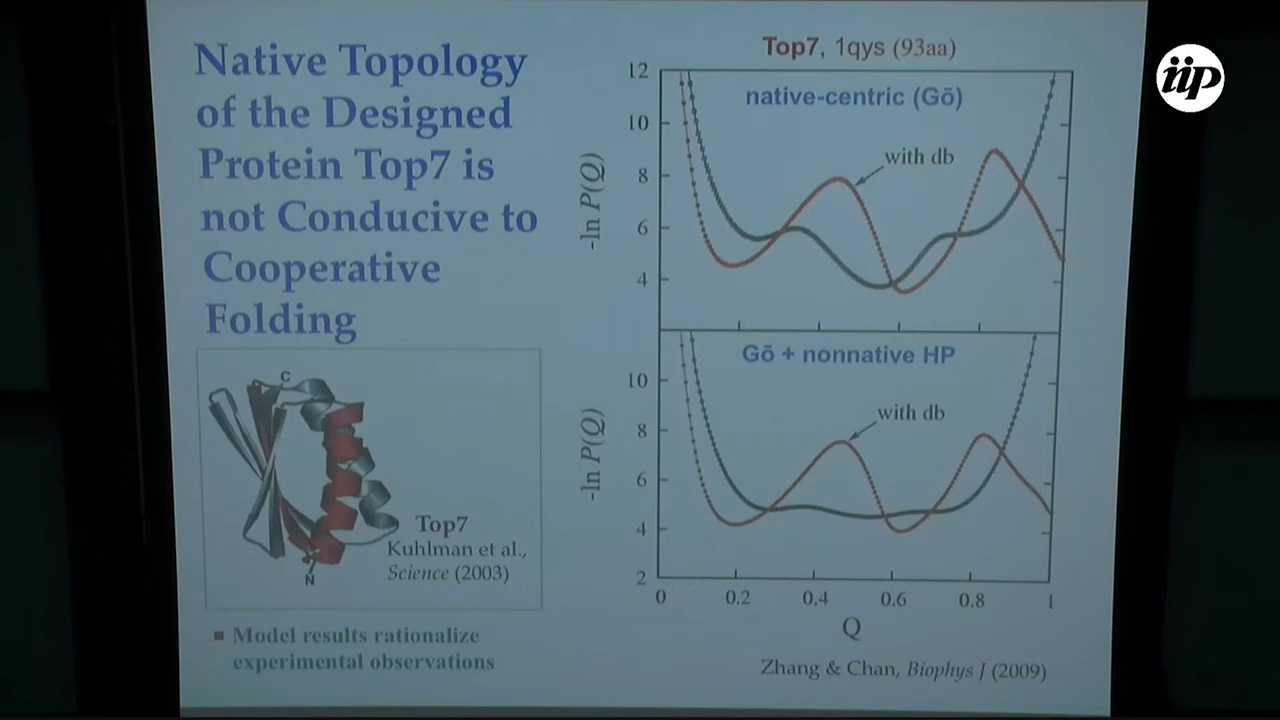 Native Topology
of the Designed
Protein Top7 is
not Conducive to
Cooperative
Folding
C
N
Top7
Kuhlman et al.,
Science (2003)
Model results rationalize
experimental observations
Top7, 1qys (93aa)
native-centric (Gō)
with db
-ln P(Q)
12
10
8
6
4
Gō + nonnative HP
with db
-ln P(Q)
10
8
6
4
2
0
0.2
0.4
0.6
0.8
1
Q
Zhang & Chan, Biophys J (2009)
iip